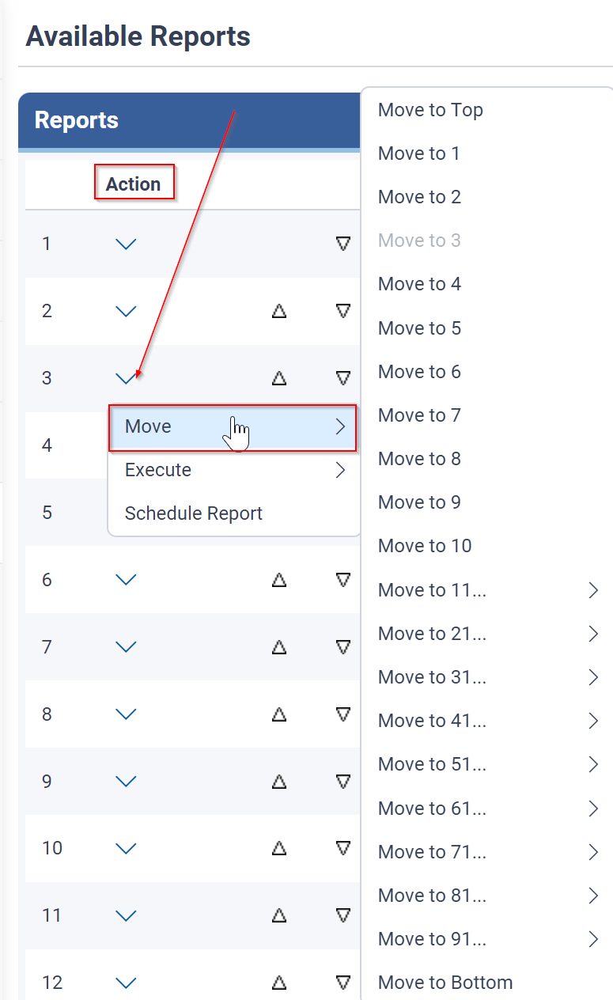 Available Reports
Reports
Action
1
2
3
4
5
6
7
8
9
10
11
12
Move
Execute
Schedule Report
Move to Top
Move to 1
Move to 2
Move to 3
Move to 4
Move to 5
Move to 6
Move to 7
Move to 8
Move to 9
Move to 10
Move to 11...
Move to 21...
Move to 31...
Move to 41...
Move to 51...
Move to 61...
Move to 71...
Move to 81...
Move to 91...
Move to Bottom